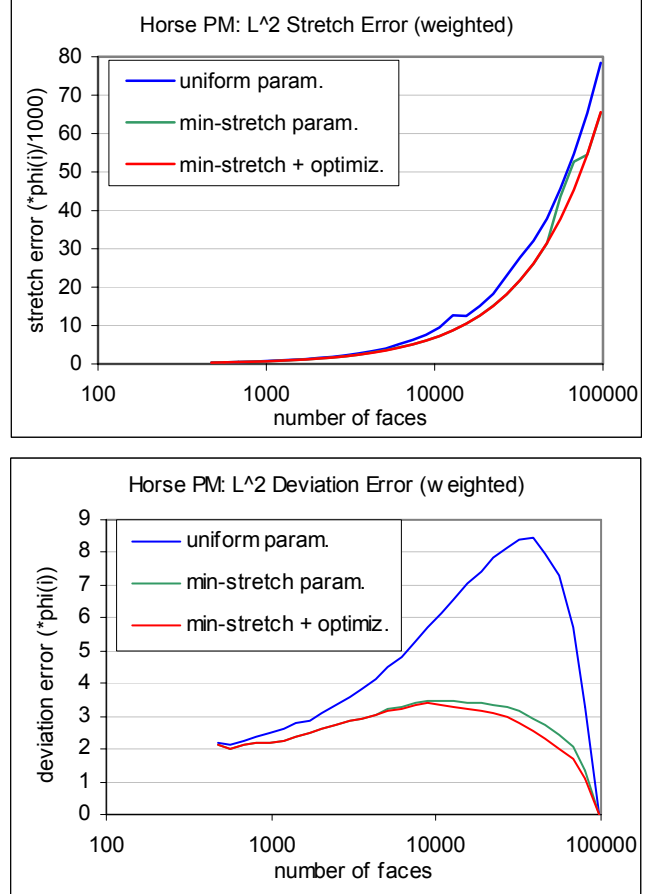 Horse PM: L^2 Stretch Error (weighted)
80
70
60
50
40
30
20
10
0
stretch error (*phi(i)/1000)
uniform param.
min-stretch param.
min-stretch + optimiz.
100 1000 10000 100000
number of faces
Horse PM: L^2 Deviation Error (weighted)
9
8
7
6
5
4
3
2
1
0
deviation error (*phi(i))
uniform param.
min-stretch param.
min-stretch + optimiz.
100 1000 10000 100000
number of faces